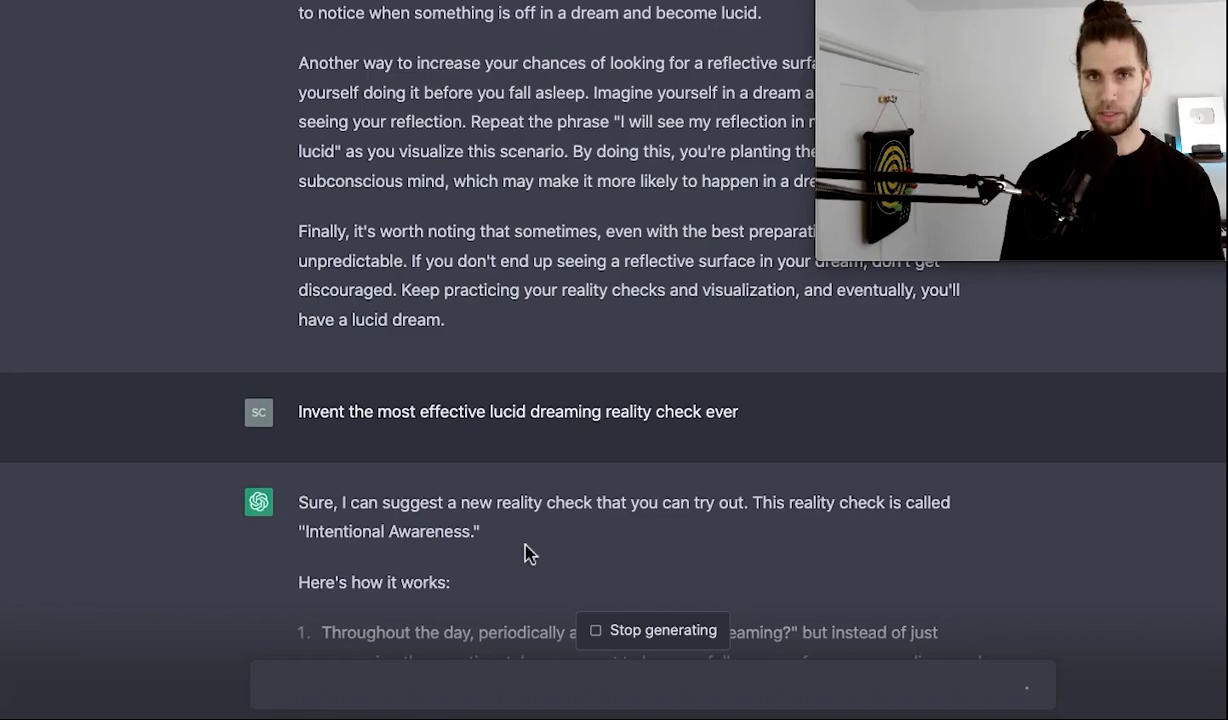 to notice when something is off in a dream and become lucid.
Another way to increase your chances of looking for a reflective
yourself doing it before you fall asleep. Imagine yourself in a dream
seeing your reflection. Repeat the phrase "I will see my reflection in
lucid" as you visualize this scenario. By doing this, you're planting
subconscious mind, which may make it more likely to happen in a
Finally, it's worth noting that sometimes, even with the best
unpredictable. If you don't end up seeing a reflective surface in your dream, don't get
discouraged. Keep practicing your reality checks and visualization, and eventually, you'll
have a lucid dream.
SC
Invent the most effective lucid dreaming reality check ever
Sure, I can suggest a new reality check that you can try out. This reality check is called
"Intentional Awareness."
Here's how it works:
1. Throughout the day, periodically but instead of just
Stop generating